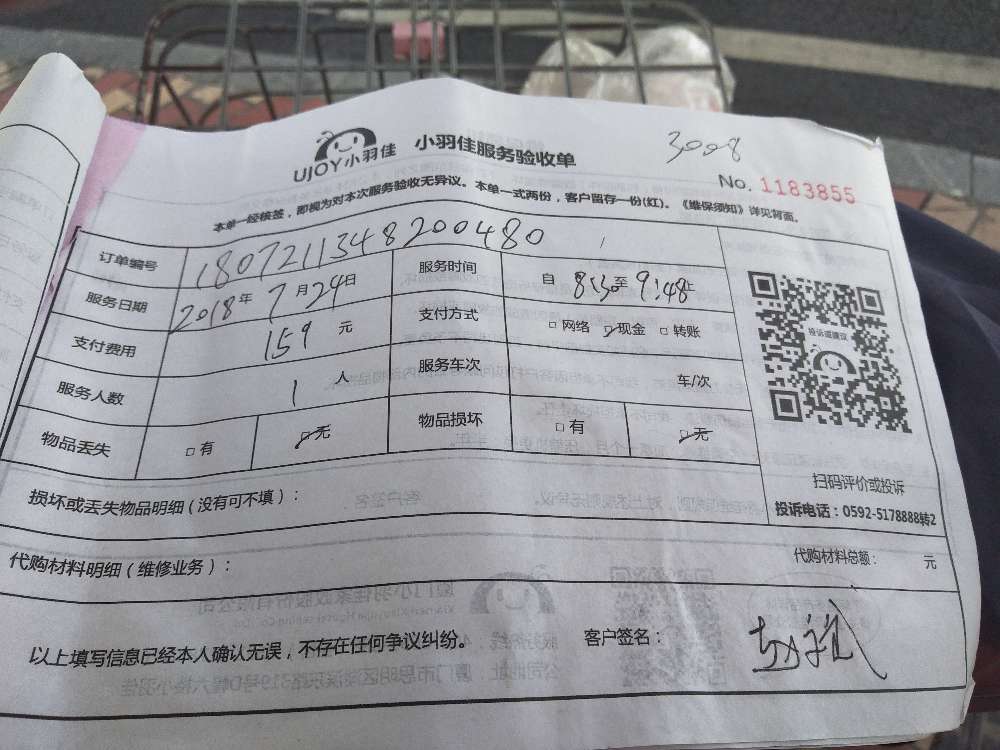 3008
UJOY小羽佳 小羽佳服务验收单
No. 1183855
本单一经核签，即视为对本次服务验收无异议。本单一式两份，客户留存一份(红)。《维保须知》详见背面。
订单编号 1807211348200480
服务日期 2018年7月24日 服务时间 自8:30至9:48止
支付费用 159元 支付方式 □网络 ☑现金 □转账
服务人数 1人 服务车次 车/次
物品丢失 □有 ☑无 物品损坏 □有 ☑无
投诉或建议
扫码评价或投诉
投诉电话：0592-5178888转2
损坏或丢失物品明细（没有可不填）：
代购材料明细（维修业务）： 代购材料总额： 元
以上填写信息已经本人确认无误，不存在任何争议纠纷。 客户签名：